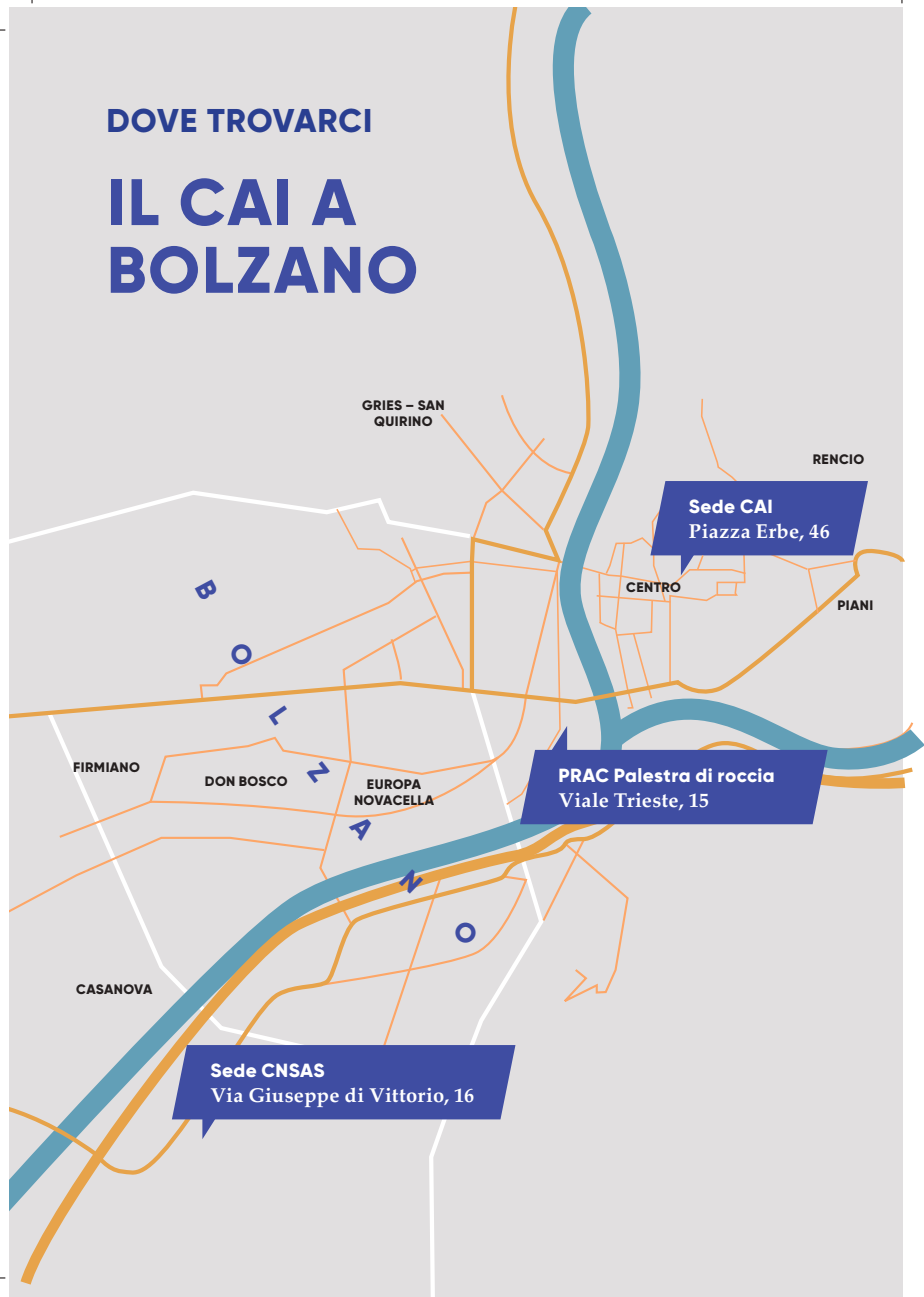 DOVE TROVARCI
IL CAI A
BOLZANO
GRIES – SAN
QUIRINO
RENCIO
Sede CAI
Piazza Erbe, 46
CENTRO
PIANI
BOLZANO
FIRMIANO
DON BOSCO
EUROPA
NOVACELLA
PRAC Palestra di roccia
Viale Trieste, 15
CASANOVA
Sede CNSAS
Via Giuseppe di Vittorio, 16